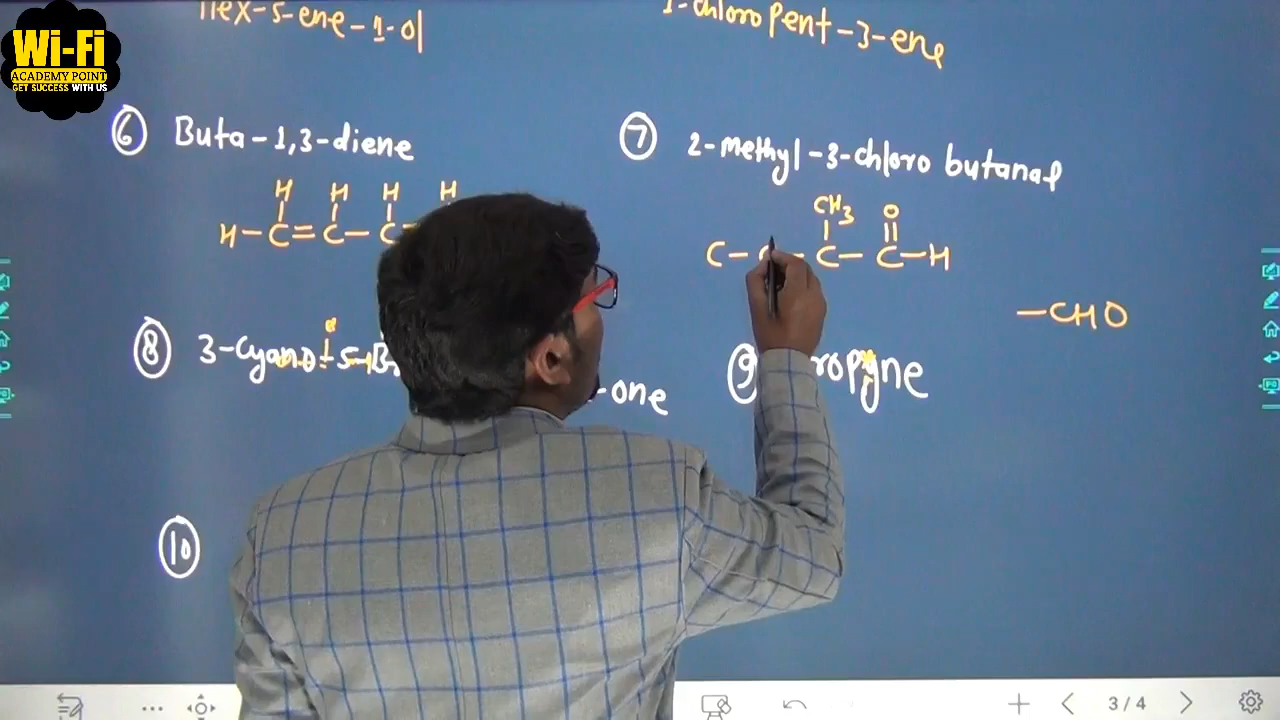 Wi-Fi
ACADEMY POINT
GET SUCCESS WITH US
Hex-5-ene-1-ol
1-chloropent-3-ene
6 Buta-1,3-diene
H H H H
H-C=C-C
7 2-methyl-3-chloro butanal
CH3 O
C- C- C-H
-CHO
8 3-Cyano-5-B
-one
9 ropyne
10
3/4